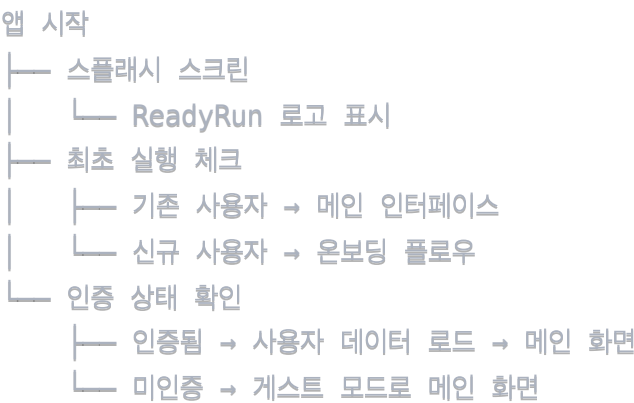 앱 시작
├── 스플래시 스크린
│   └── ReadyRun 로고 표시
├── 최초 실행 체크
│   ├── 기존 사용자 → 메인 인터페이스
│   └── 신규 사용자 → 온보딩 플로우
└── 인증 상태 확인
    ├── 인증됨 → 사용자 데이터 로드 → 메인 화면
    └── 미인증 → 게스트 모드로 메인 화면